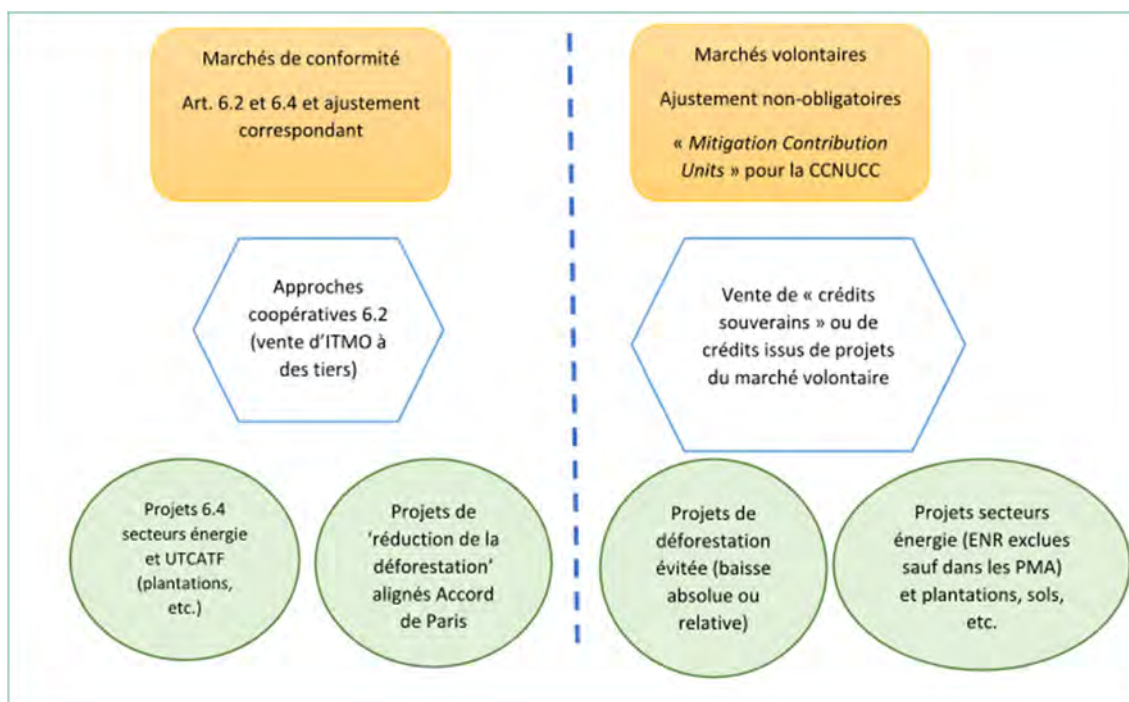 Marchés de conformité
Art. 6.2 et 6.4 et ajustement
correspondant
Marchés volontaires
Ajustement non-obligatoires
« Mitigation Contribution
Units » pour la CCNUCC
Approches
coopératives 6.2
(vente d'ITMO à
des tiers)
Vente de « crédits
souverains » ou de
crédits issus de projets
du marché volontaire
Projets 6.4
secteurs énergie
et UTCATF
(plantations,
etc.)
Projets de
'réduction de la
déforestation'
alignés Accord
de Paris
Projets de
déforestation
évitée (baisse
absolue ou
relative)
Projets secteurs
énergie (ENR exclues
sauf dans les PMA)
et plantations, sols,
etc.